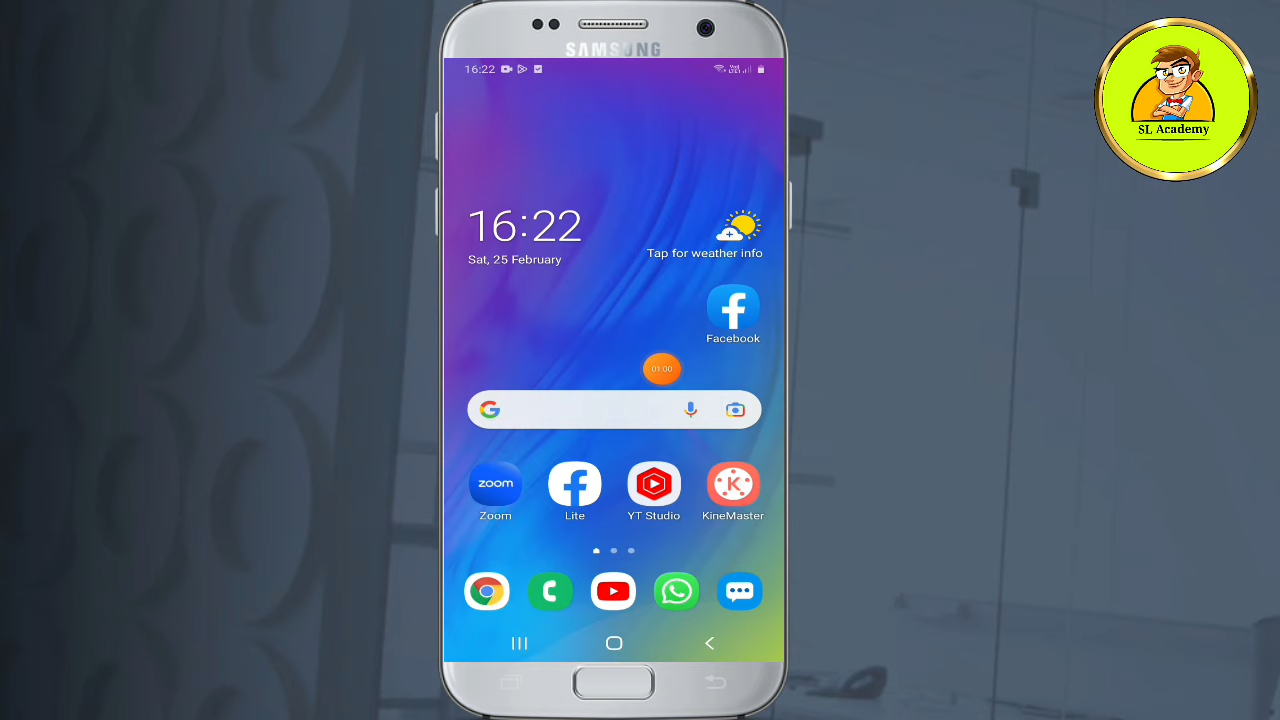 SAMSUNG
16:22
16:22
Sat, 25 February
Tap for weather info
Facebook
01:00
zoom
Zoom
Lite
YT Studio
KineMaster
SL Academy